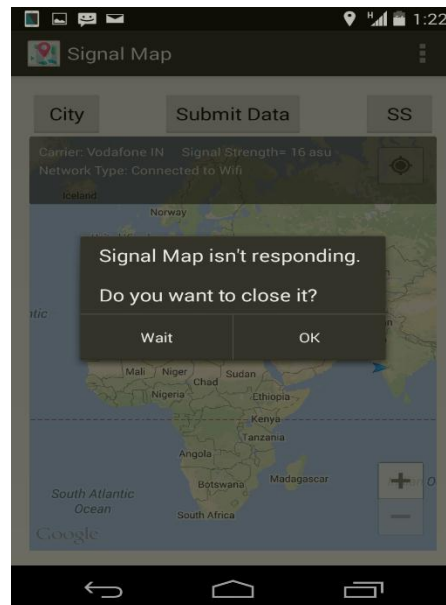 H 1:22
Signal Map
City Submit Data SS
Carrier: Vodafone IN Signal Strength= 16 asu
Network Type: Connected to Wifi
Iceland
Norway
Signal Map isn't responding.
Do you want to close it?
ntic
Wait OK
Mali Niger Chad Sudan
Nigeria Ethiopia
Kenya
Tanzania
Angola
Botswana Madagascar
South Atlantic
Ocean
South Africa
+
−
Google